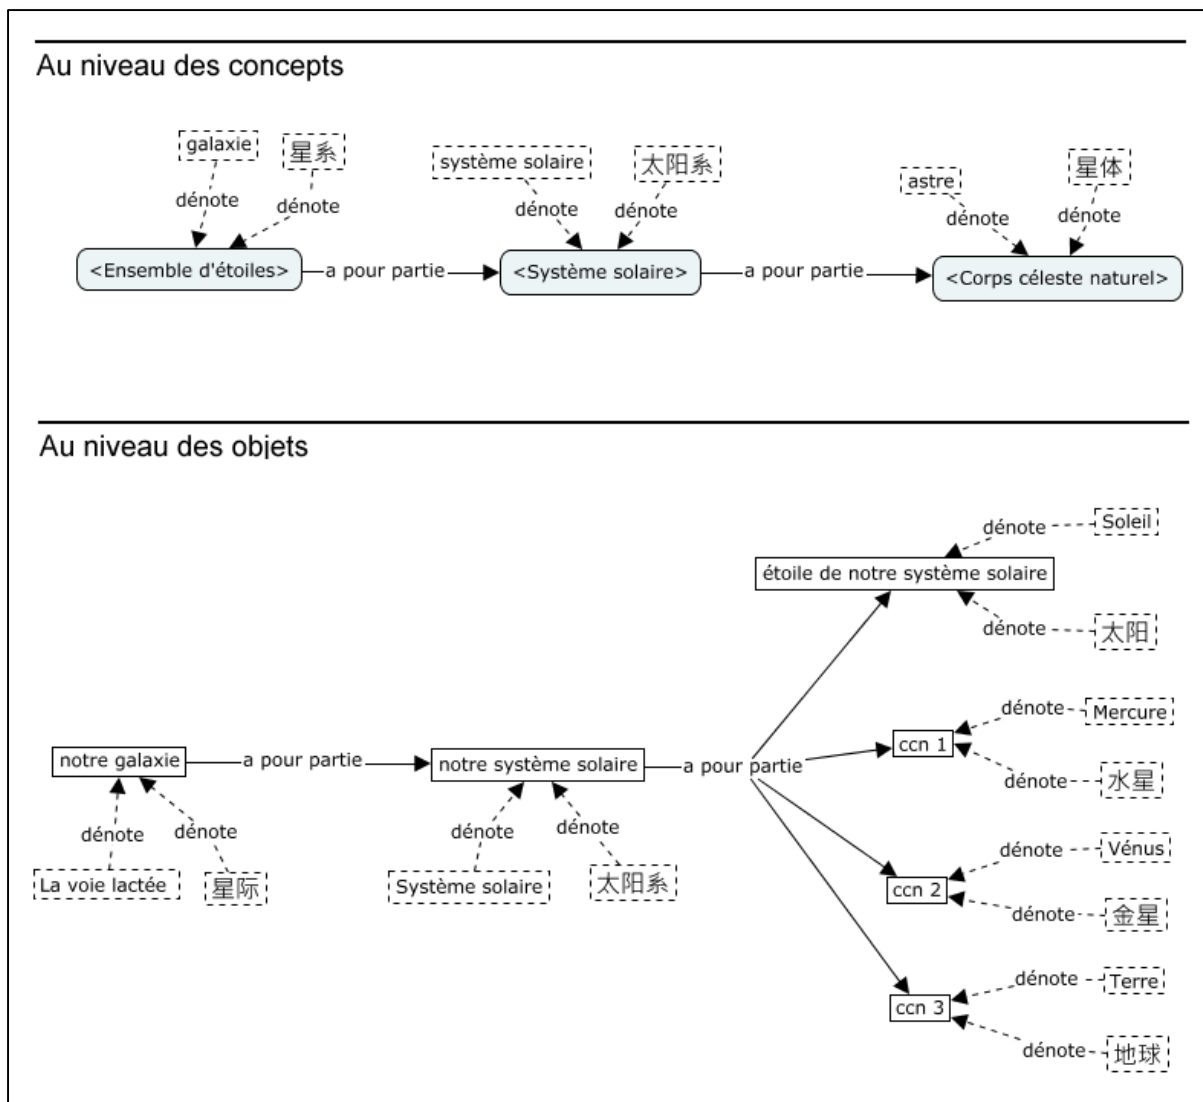 Au niveau des concepts
galaxie
星系
système solaire
太阳系
astre
星体
dénote
dénote
dénote
dénote
dénote
dénote
<Ensemble d'étoiles>
a pour partie
<Système solaire>
a pour partie
<Corps céleste naturel>
Au niveau des objets
dénote
Soleil
étoile de notre système solaire
dénote
太阳
dénote
Mercure
ccn 1
notre galaxie
a pour partie
notre système solaire
a pour partie
dénote
水星
dénote
dénote
dénote
dénote
La voie lactée
星际
Système solaire
太阳系
dénote
Vénus
ccn 2
dénote
金星
dénote
Terre
ccn 3
dénote
地球